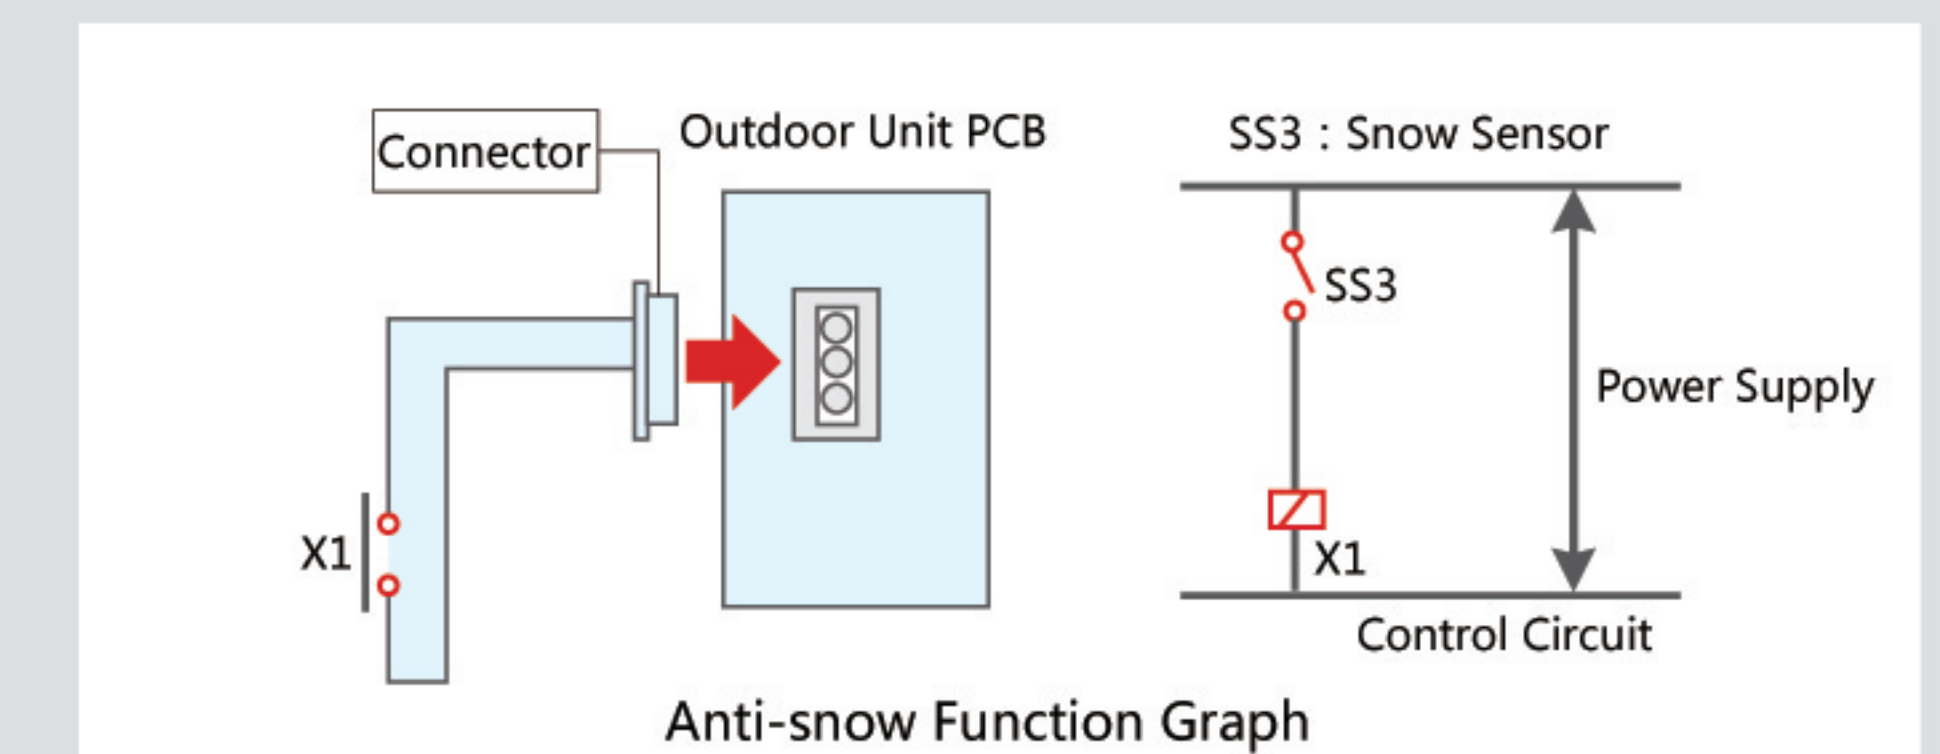 Connector
Outdoor Unit PCB
SS3 : Snow Sensor
SS3
Power Supply
X1
X1
Control Circuit
Anti-snow Function Graph